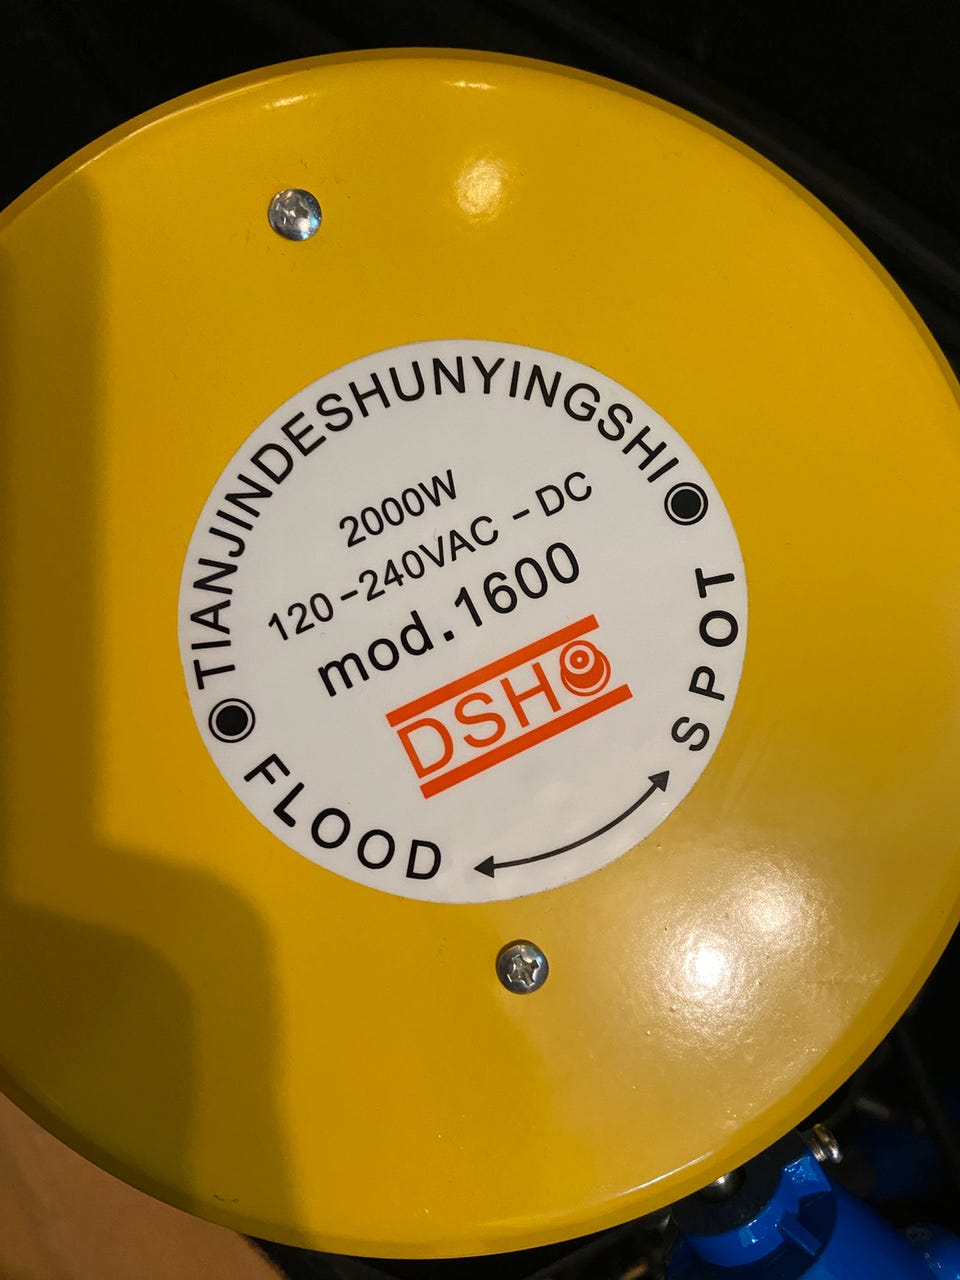 TIANJINDESHUNYINGSHI
2000W
120-240VAC - DC
mod.1600
DSH
FLOOD
SPOT